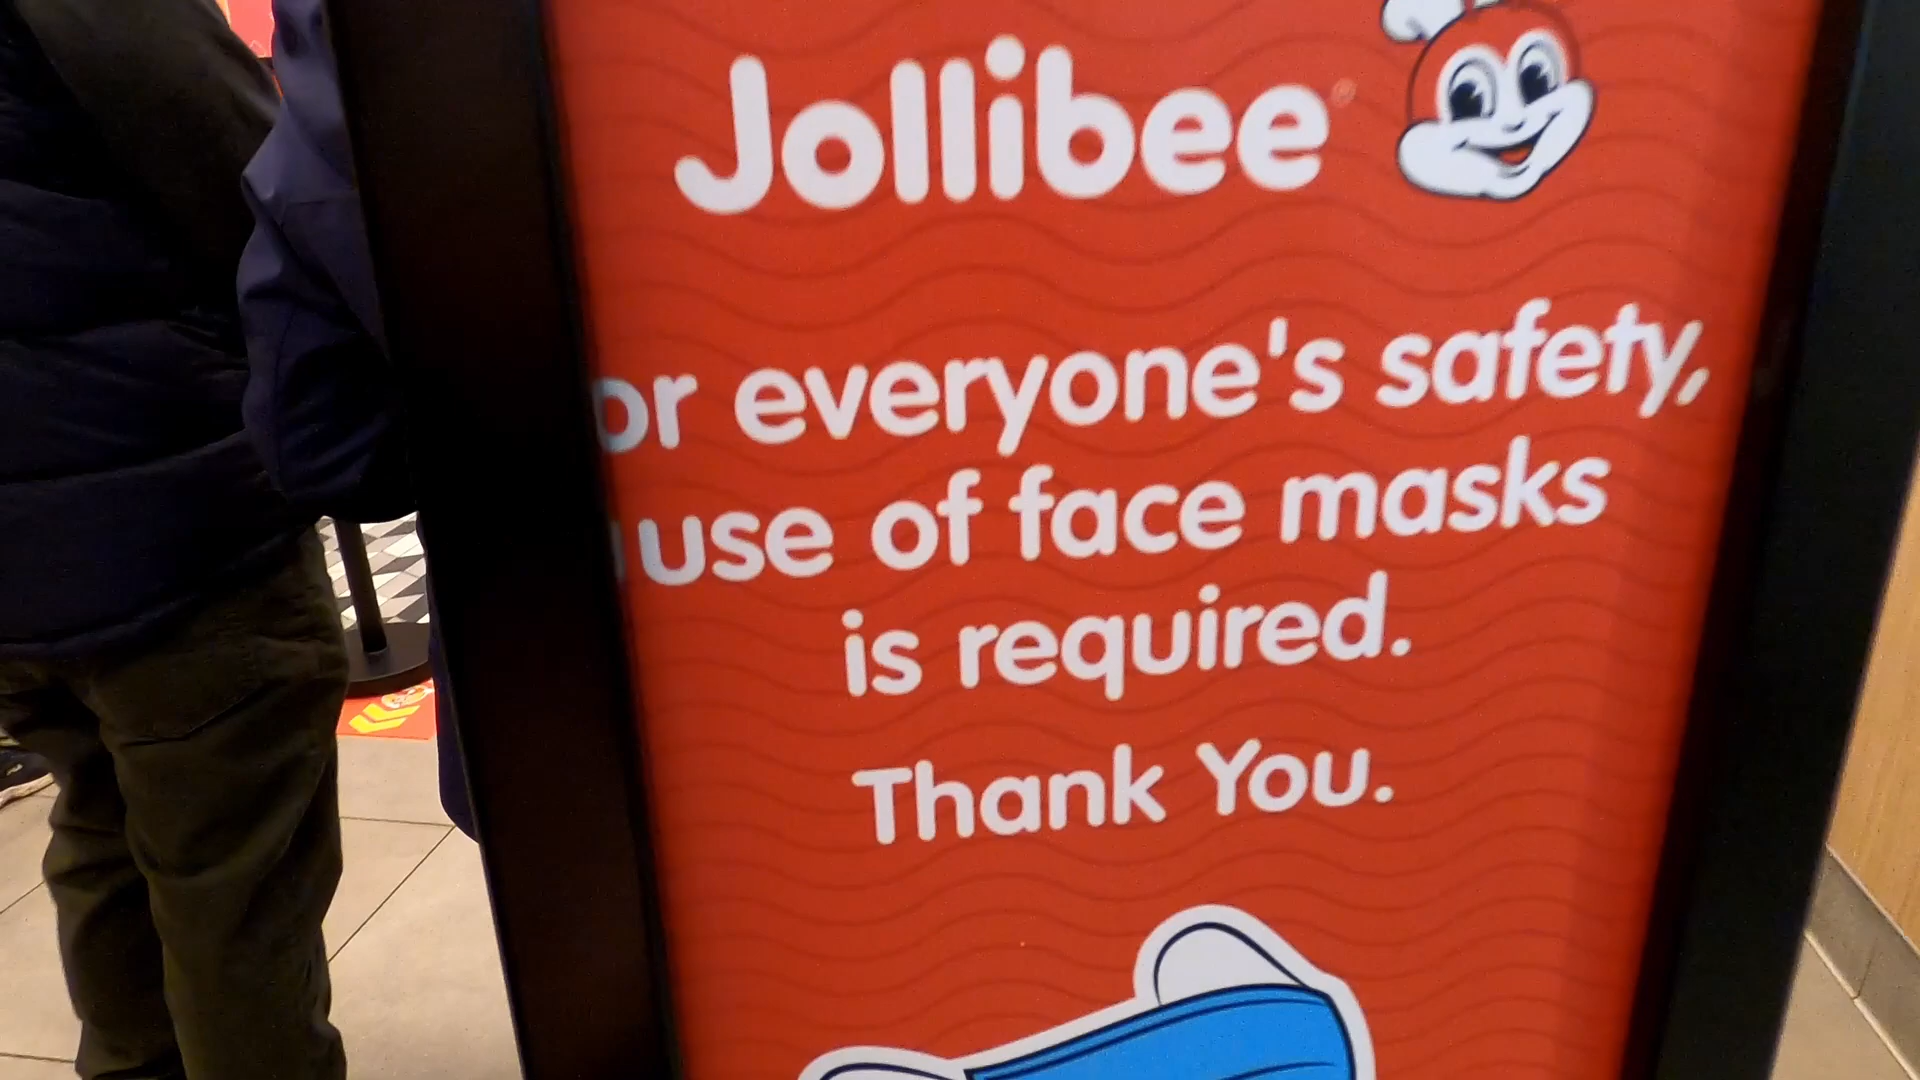 Jollibee®
or everyone's safety,
use of face masks
is required.
Thank You.